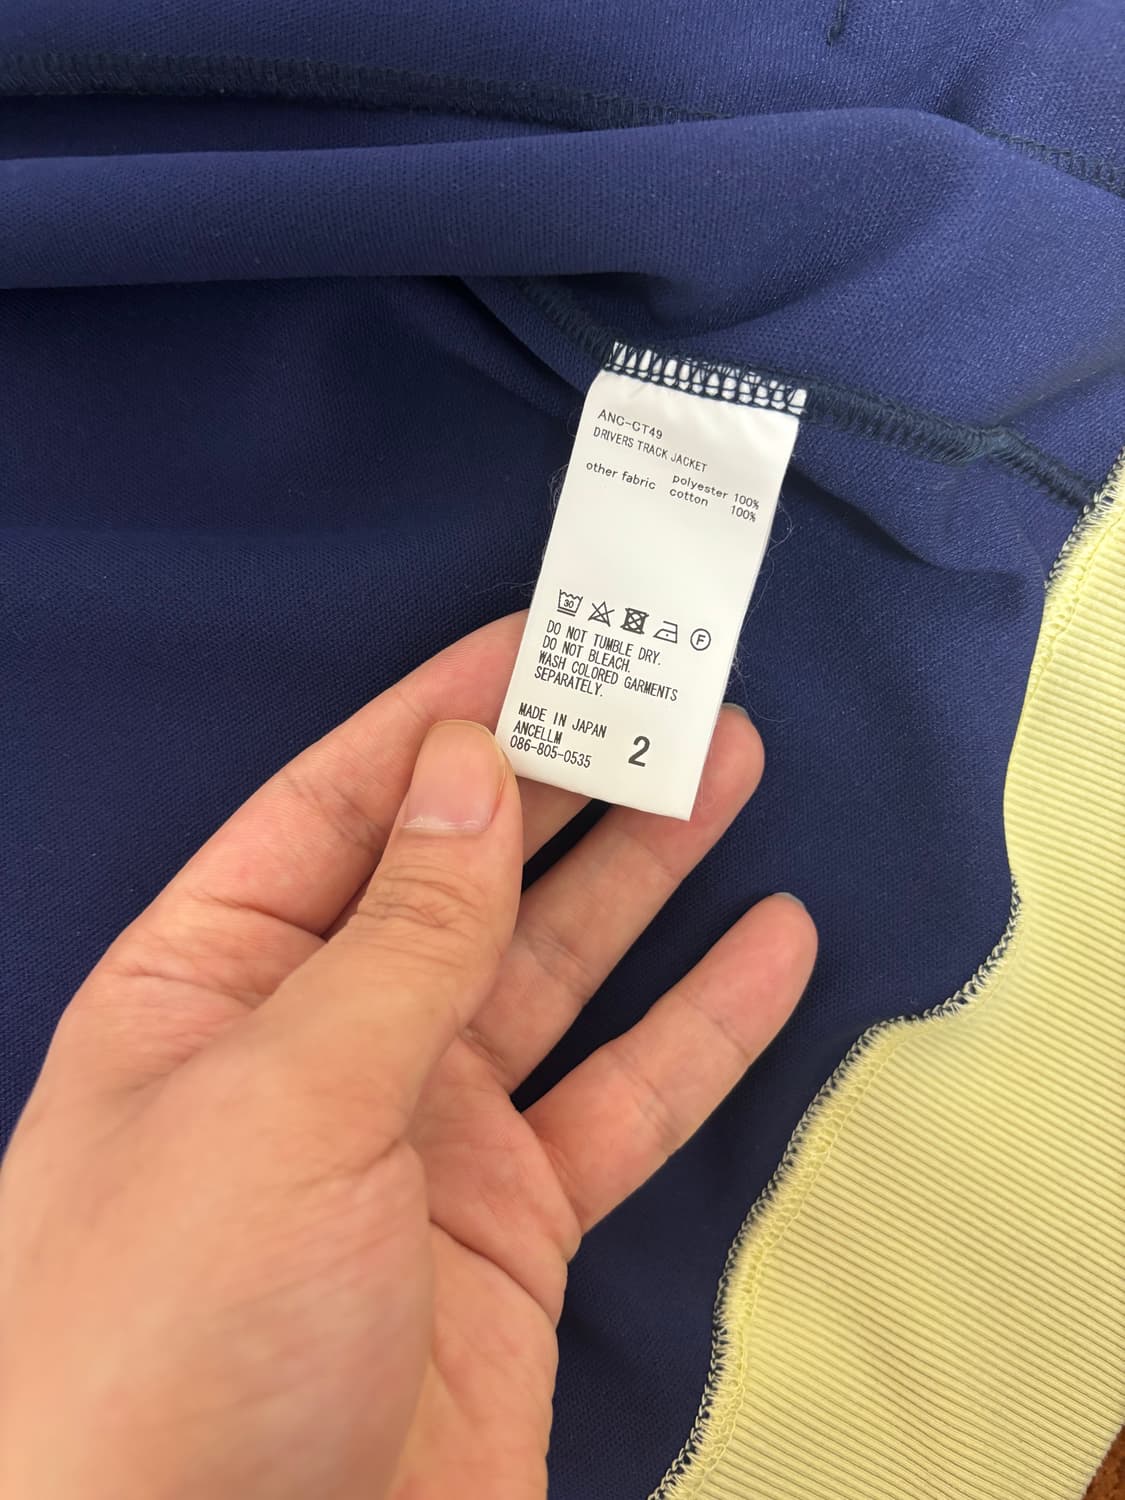 ANC-CT49
DRIVERS TRACK JACKET
polyester 100%
other fabric cotton 100%
30
F
DO NOT TUMBLE DRY.
DO NOT BLEACH.
WASH COLORED GARMENTS
SEPARATELY.
MADE IN JAPAN
ANCELLM
086-805-0535
2